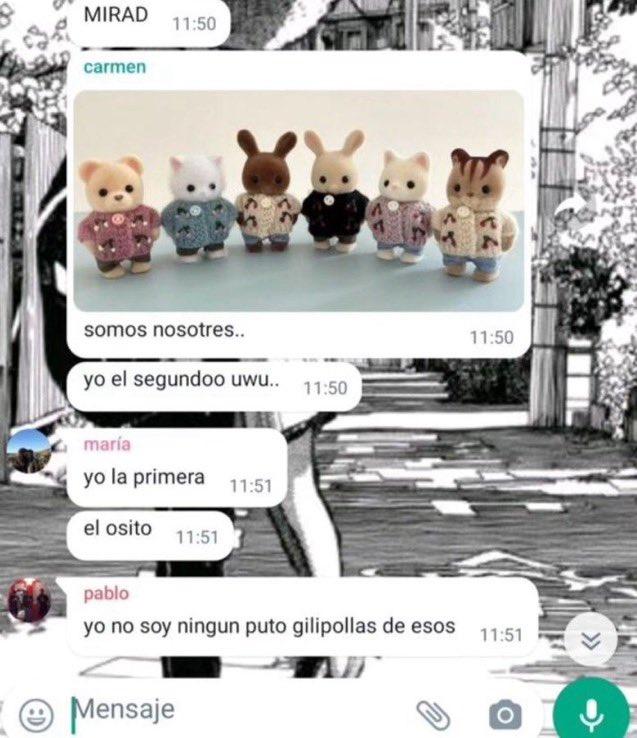 MIRAD
11:50
carmen
somos nosotres..
11:50
yo el segundoo uwu..
11:50
maría
yo la primera
11:51
el osito
11:51
pablo
yo no soy ningun puto gilipollas de esos
11:51
Mensaje